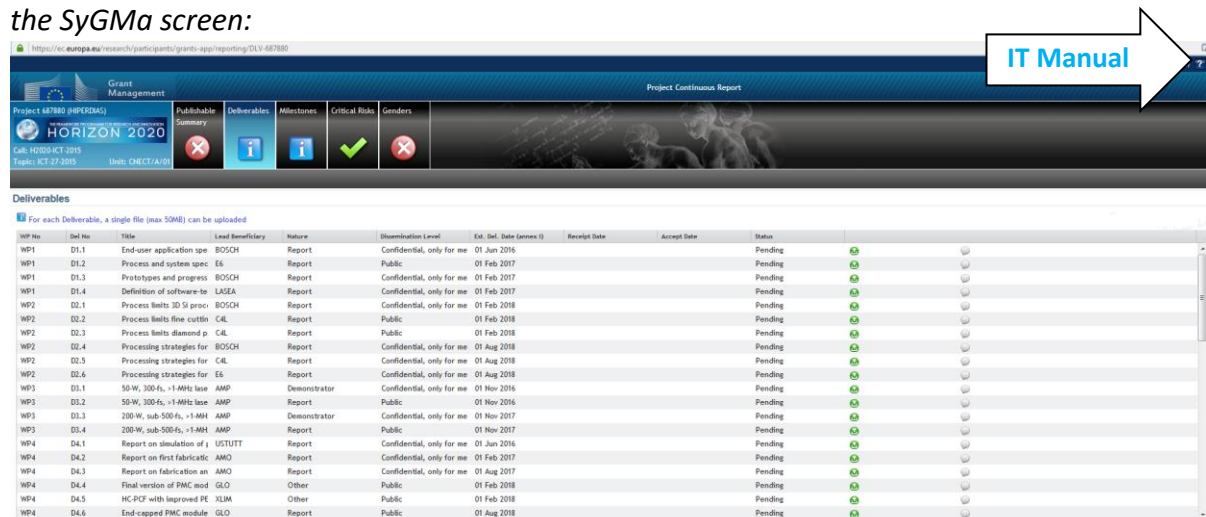 the SyGMa screen:
https://ec.europa.eu/research/participants/grants-app/reporting/DLV-687880
IT Manual
?
Grant
Management
Project Continuous Report
Project 687880 (HIPERDIAS)
HORIZON 2020
Call: H2020-ICT-2015
Topic: ICT-27-2015 Unit: CNECT/A/01
Publishable
Summary
Deliverables
Milestones
Critical Risks
Genders
Deliverables
For each Deliverable, a single file (max 50MB) can be uploaded
WP No Del No Title Lead Beneficiary Nature Dissemination Level Est. Del. Date (annex I) Receipt Date Accept Date Status
WP1 D1.1 End-user application spe BOSCH Report Confidential, only for me 01 Jun 2016 Pending
WP1 D1.2 Process and system spec E6 Report Public 01 Feb 2017 Pending
WP1 D1.3 Prototypes and progress BOSCH Report Confidential, only for me 01 Feb 2017 Pending
WP1 D1.4 Definition of software-te LASEA Report Confidential, only for me 01 Feb 2017 Pending
WP2 D2.1 Process limits 3D Si proc BOSCH Report Confidential, only for me 01 Feb 2018 Pending
WP2 D2.2 Process limits fine cuttin C4L Report Public 01 Feb 2018 Pending
WP2 D2.3 Process limits diamond p C4L Report Public 01 Feb 2018 Pending
WP2 D2.4 Processing strategies for BOSCH Report Confidential, only for me 01 Aug 2018 Pending
WP2 D2.5 Processing strategies for C4L Report Confidential, only for me 01 Aug 2018 Pending
WP2 D2.6 Processing strategies for E6 Report Confidential, only for me 01 Aug 2018 Pending
WP3 D3.1 50-W, 300-fs, >1-MHz lase AMP Demonstrator Confidential, only for me 01 Nov 2016 Pending
WP3 D3.2 50-W, 300-fs, >1-MHz lase AMP Report Public 01 Nov 2016 Pending
WP3 D3.3 200-W, sub-500-fs, >1-MH AMP Demonstrator Confidential, only for me 01 Nov 2017 Pending
WP3 D3.4 200-W, sub-500-fs, >1-MH AMP Report Public 01 Nov 2017 Pending
WP4 D4.1 Report on simulation of USTUTT Report Confidential, only for me 01 Jun 2016 Pending
WP4 D4.2 Report on first fabricatic AMO Report Confidential, only for me 01 Aug 2017 Pending
WP4 D4.3 Report on fabrication an AMO Report Confidential, only for me 01 Aug 2017 Pending
WP4 D4.4 Final version of PMC mod GLO Other Public 01 Feb 2018 Pending
WP4 D4.5 HC-PCF with improved PE XLIM Other Public 01 Feb 2018 Pending
WP4 D4.6 End-capped PMC module GLO Report Public 01 Aug 2018 Pending